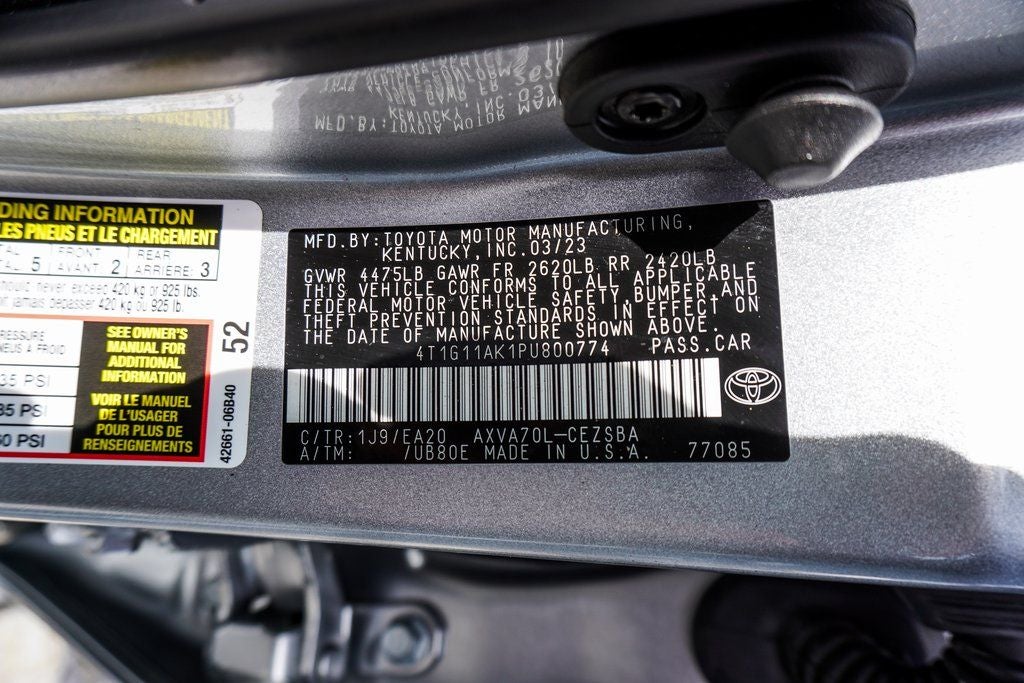 DING INFORMATION
LES PNEUS ET LE CHARGEMENT
5 FRONT 2 REAR 3
AVANT ARRIERE
should never exceed 420 kg or 925 lbs.
jamais depasser 420 kg ou 925 lb.
35 PSI
35 PSI
60 PSI
SEE OWNER'S
MANUAL FOR
ADDITIONAL
INFORMATION
VOIR LE MANUEL
DE L'USAGER
POUR PLUS DE
RENSEIGNEMENTS
52
42661-06B40
MFD.BY:TOYOTA MOTOR MANUFACTURING,
KENTUCKY,INC.03/23
GVWR 4475LB GAWR FR 2620LB RR 2420LB
THIS VEHICLE CONFORMS TO ALL APPLICABLE
FEDERAL MOTOR VEHICLE SAFETY,BUMPER AND
THEFT PREVENTION STANDARDS IN EFFECT ON
THE DATE OF MANUFACTURE SHOWN ABOVE.
4T1G11AK1PU800774 PASS.CAR
C/TR:1J9/EA20 AXVA70L-CEZSBA
A/TM: 7UB80E MADE IN U.S.A. 77085